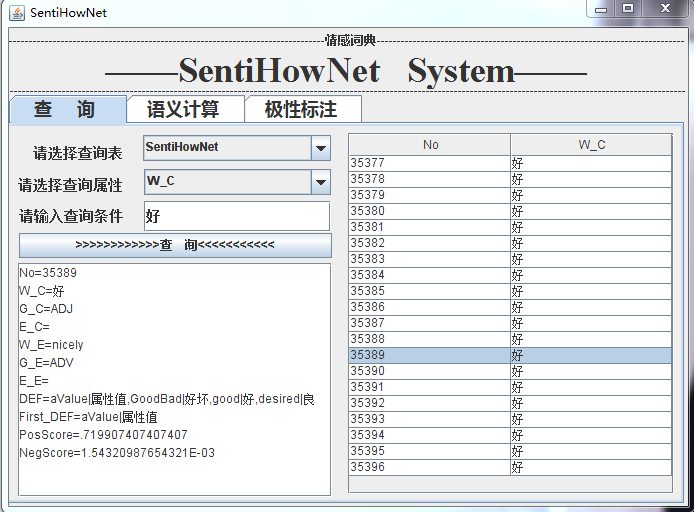 SentiHowNet
情感词典
——SentiHowNet System——
查 询
语义计算
极性标注
请选择查询表
SentiHowNet
请选择查询属性
W_C
请输入查询条件
好
>>>>>>>>>>>>查 询<<<<<<<<<<<
No=35389
W_C=好
G_C=ADJ
E_C=
W_E=nicely
G_E=ADV
E_E=
DEF=aValue|属性值,GoodBad|好坏,good|好,desired|良
First_DEF=aValue|属性值
PosScore=.719907407407407
NegScore=1.54320987654321E-03
No W_C
35377 好
35378 好
35379 好
35380 好
35381 好
35382 好
35383 好
35384 好
35385 好
35386 好
35387 好
35388 好
35389 好
35390 好
35391 好
35392 好
35393 好
35394 好
35395 好
35396 好